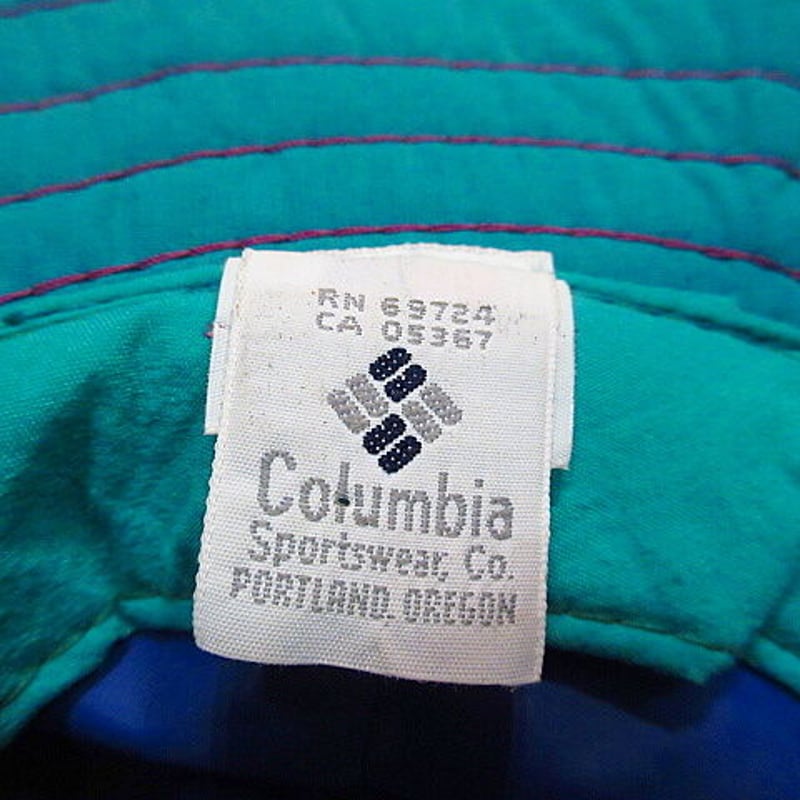 RN 69724
CA 05367
Columbia
Sportswear, Co.
PORTLAND. OREGON